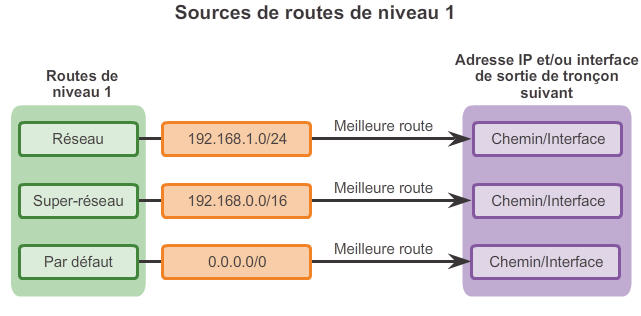 Sources de routes de niveau 1
Routes de
niveau 1
Adresse IP et/ou interface
de sortie de tronçon
suivant
Réseau
192.168.1.0/24
Meilleure route
Chemin/Interface
Super-réseau
192.168.0.0/16
Meilleure route
Chemin/Interface
Par défaut
0.0.0.0/0
Meilleure route
Chemin/Interface